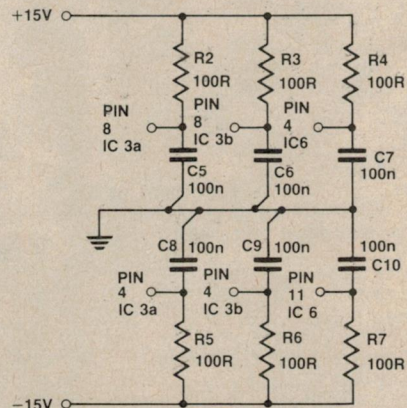 +15V
R2
100R
R3
100R
R4
100R
PIN
8
IC 3a
PIN
8
IC 3b
PIN
4
IC6
C5
100n
C6
100n
C7
100n
C8
100n
C9
100n
100n
C10
PIN
4
IC 3a
PIN
4
IC 3b
PIN
11
IC 6
R5
100R
R6
100R
R7
100R
−15V